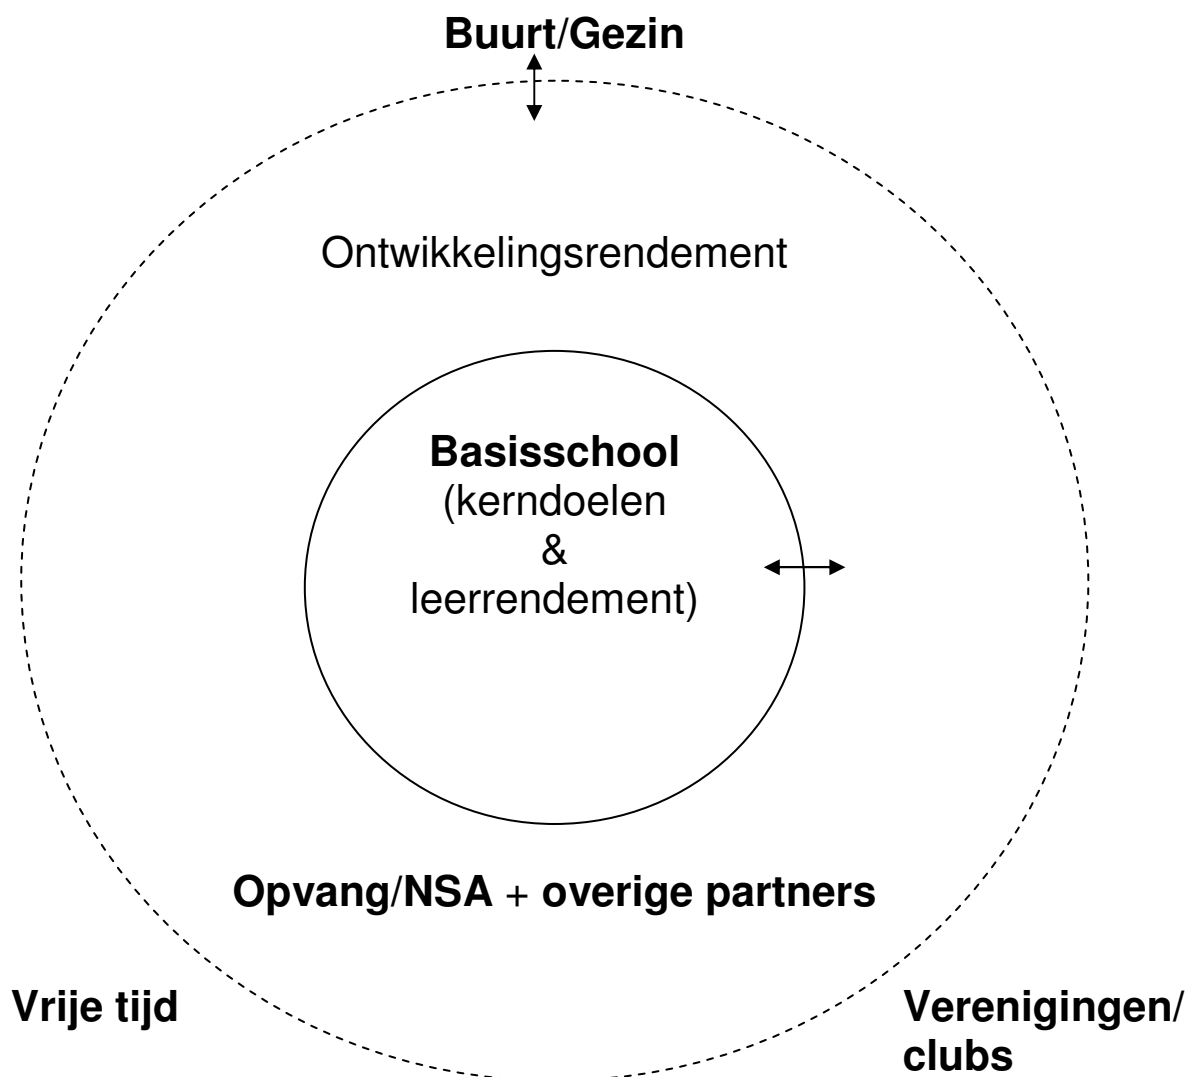 Buurt/Gezin
Ontwikkelingsrendement
Basisschool
(kerndoelen
&
leerrendement)
Opvang/NSA + overige partners
Vrije tijd
Verenigingen/
clubs